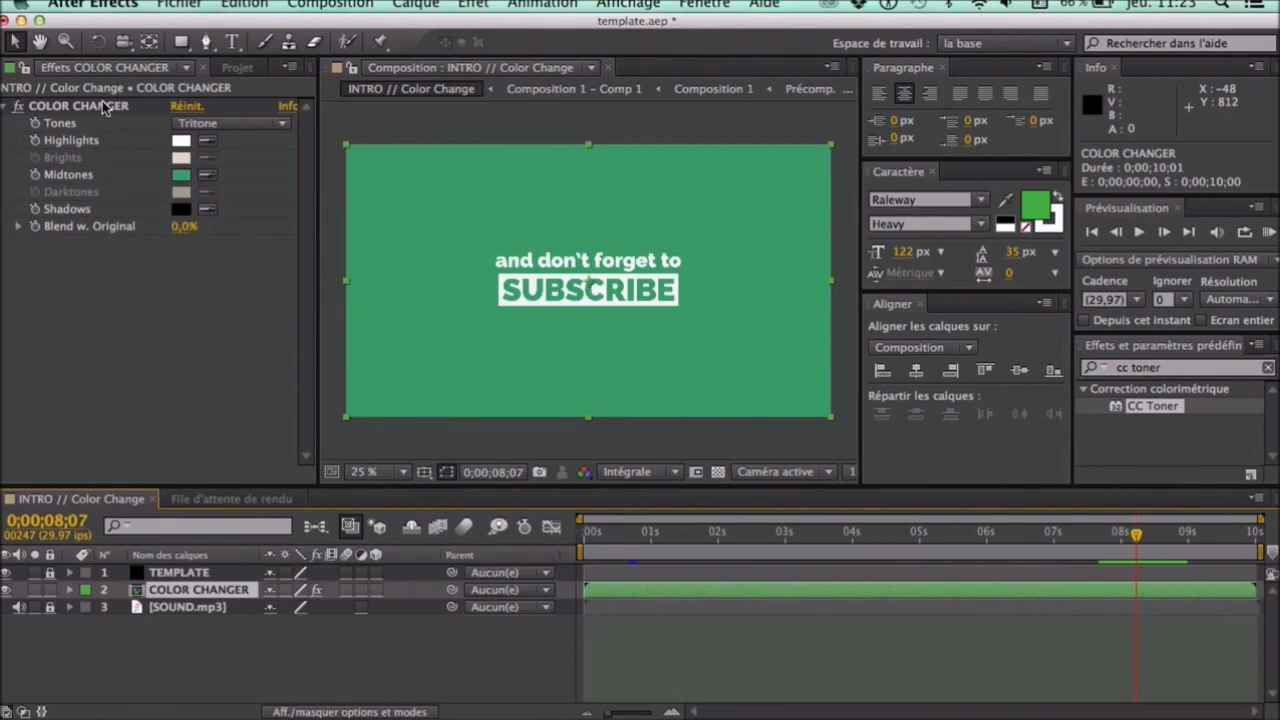 After Effects Fichier Edition Composition Calque Effet Animation Affichage Fenêtre Aide 66 % jeu. 11:23
template.aep *
Espace de travail : la base Rechercher dans l'aide
Effets COLOR CHANGER Projet
INTRO // Color Change • COLOR CHANGER
fx COLOR CHANGER Réinit. Info
Tones Tritone
Highlights
Brights
Midtones
Darktones
Shadows
Blend w. Original 0,0%
Composition : INTRO // Color Change
INTRO // Color Change Composition 1 - Comp 1 Composition 1 Précomp. ...
and don't forget to
SUBSCRIBE
25 % 0;00;08;07 Intégrale Caméra active 1
Paragraphe
0 px 0 px 0 px
0 px 0 px
Caractère
Raleway
Heavy
122 px 35 px
Métrique 0
Aligner
Aligner les calques sur :
Composition
Répartir les calques :
Info
R : X : -48
V : Y : 812
B :
A : 0
COLOR CHANGER
Durée : 0;00;10;01
E : 0;00;00;00, S : 0;00;10;00
Prévisualisation
Options de prévisualisation RAM
Cadence Ignorer Résolution
(29,97) 0 Automa...
Depuis cet instant Ecran entier
Effets et paramètres prédéfin
cc toner
Correction colorimétrique
CC Toner
INTRO // Color Change File d'attente de rendu
0;00;08;07
00247 (29.97 ips)
:00s 01s 02s 03s 04s 05s 06s 07s 08s 09s 10s
N° Nom des calques Parent
1 TEMPLATE Aucun(e)
2 COLOR CHANGER fx Aucun(e)
3 [SOUND.mp3] Aucun(e)
Aff./masquer options et modes